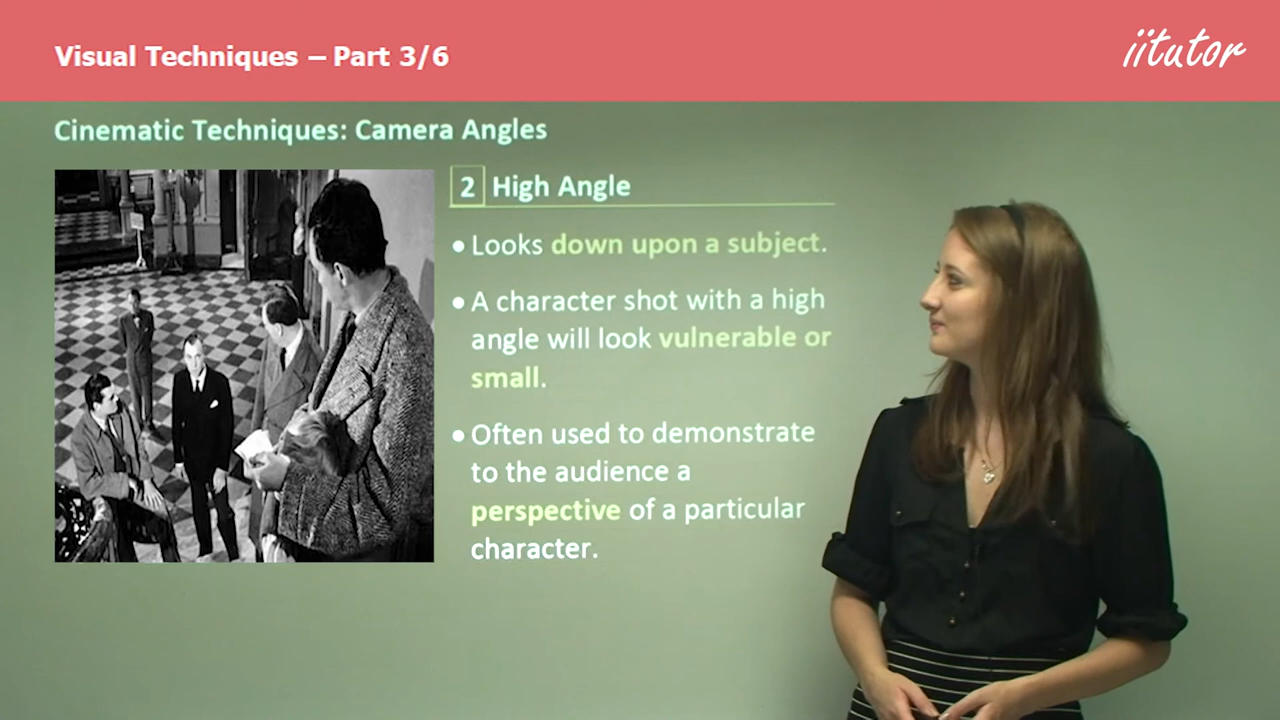 Visual Techniques – Part 3/6
iitutor
Cinematic Techniques: Camera Angles
2 High Angle
• Looks down upon a subject.
• A character shot with a high
angle will look vulnerable or
small.
• Often used to demonstrate
to the audience a
perspective of a particular
character.